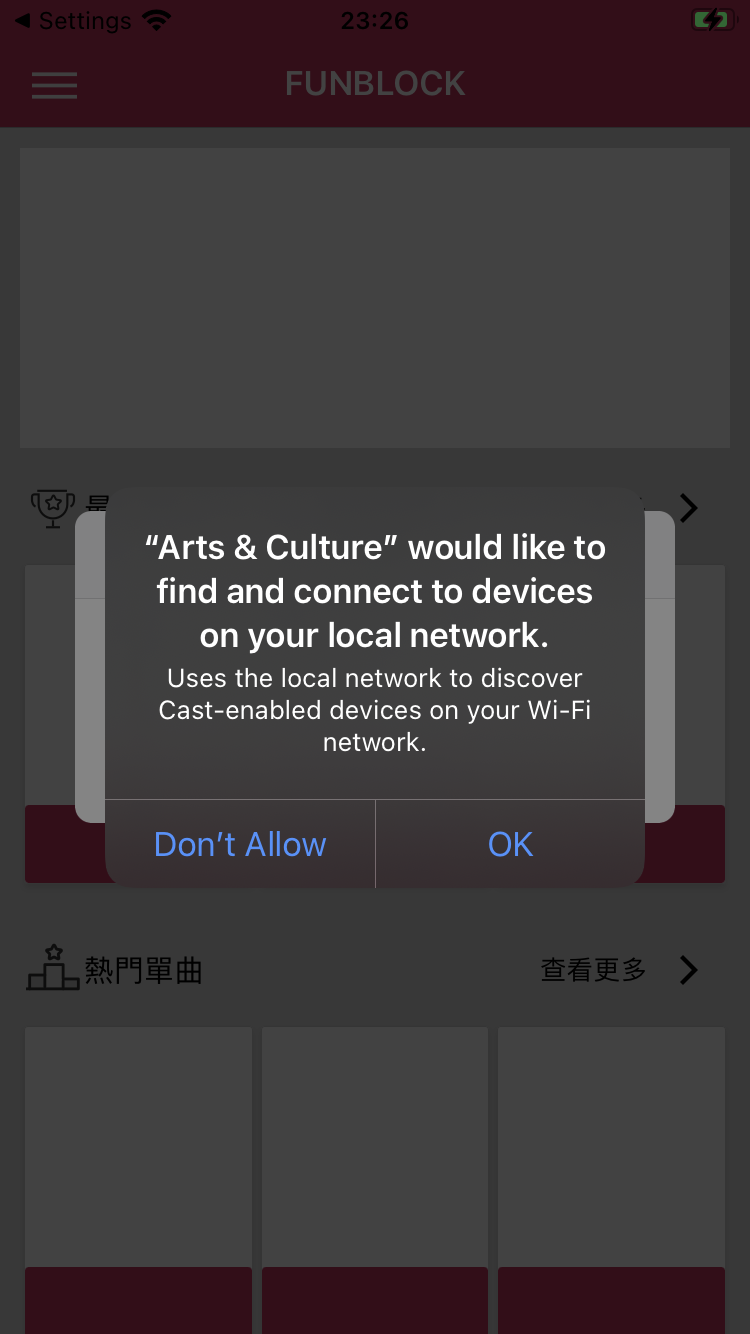 Settings
23:26
FUNBLOCK
“Arts & Culture” would like to
find and connect to devices
on your local network.
Uses the local network to discover
Cast-enabled devices on your Wi-Fi
network.
Don’t Allow
OK
熱門單曲
查看更多